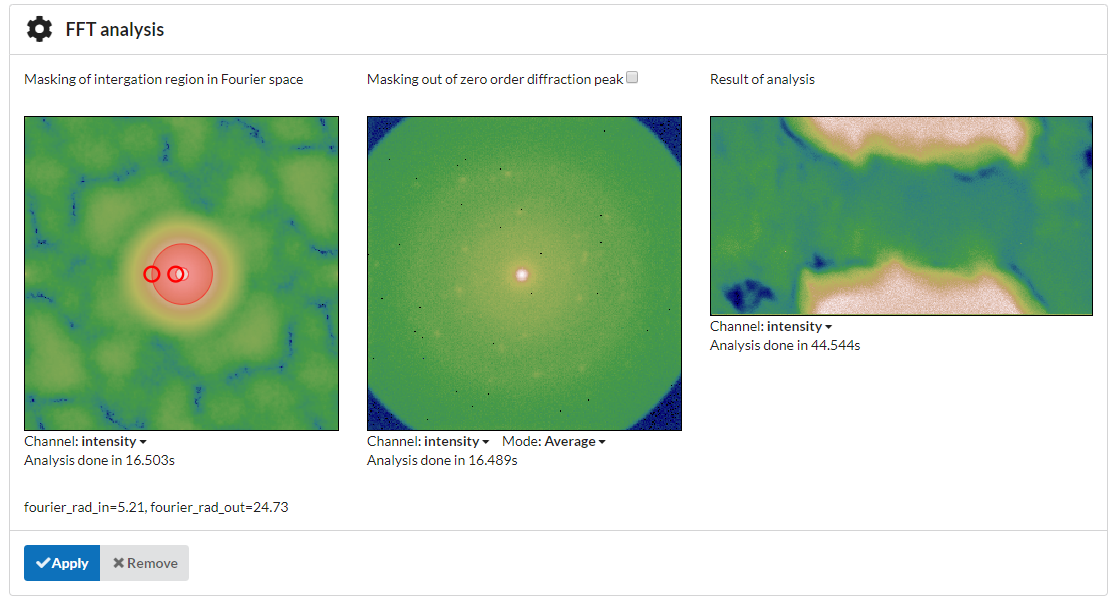 FFT analysis
Masking of intergation region in Fourier space
Masking out of zero order diffraction peak
Result of analysis
Channel: intensity
Analysis done in 16.503s
Channel: intensity Mode: Average
Analysis done in 16.489s
Channel: intensity
Analysis done in 44.544s
fourier_rad_in=5.21, fourier_rad_out=24.73
Apply
Remove